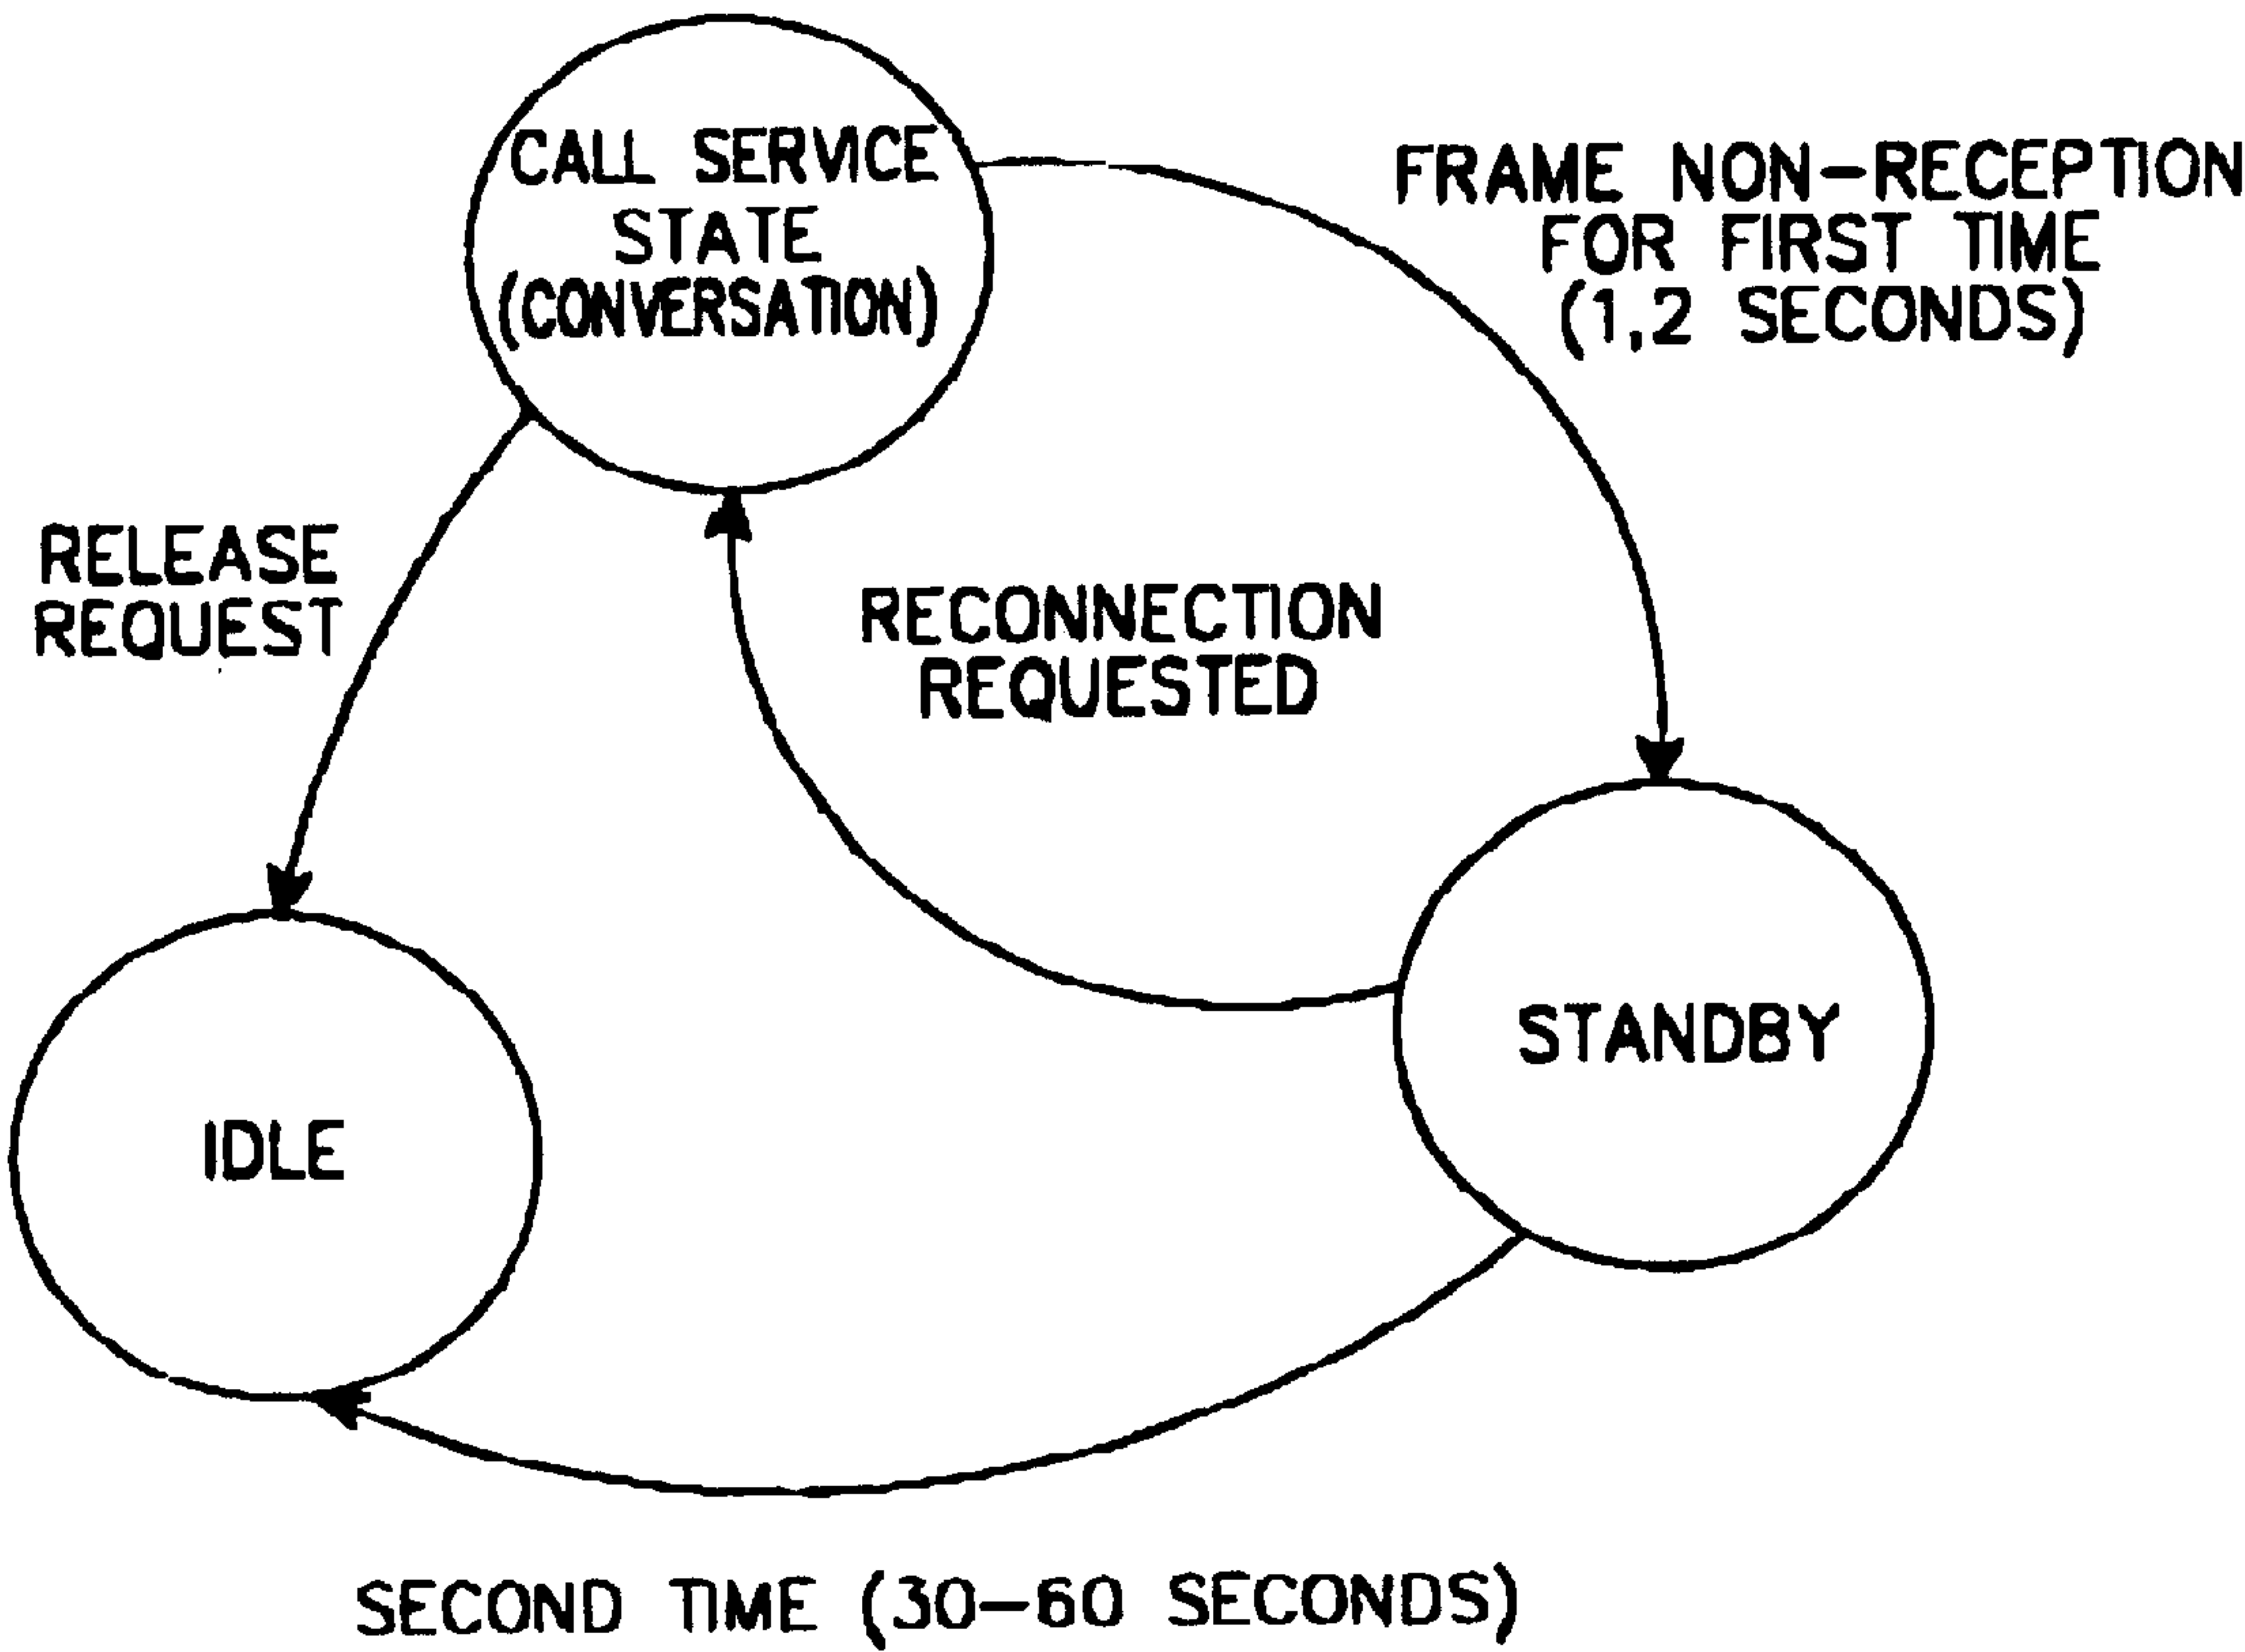 CALL SERVICE
STATE
(CONVERSATION)
FRAME NON-RECEPTION
FOR FIRST TIME
(1,2 SECONDS)
RELEASE
REQUEST
RECONNECTION
REQUESTED
STANDBY
IDLE
SECOND TIME (30-60 SECONDS)